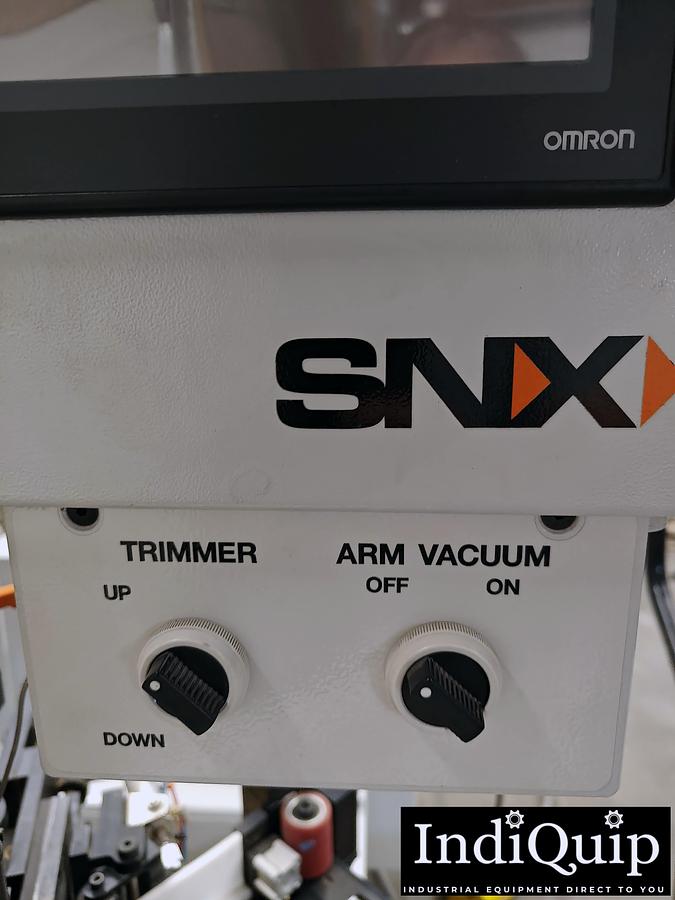 OMRON
SNX
TRIMMER
ARM VACUUM
UP
OFF
ON
DOWN
IndiQuip
INDUSTRIAL EQUIPMENT DIRECT TO YOU